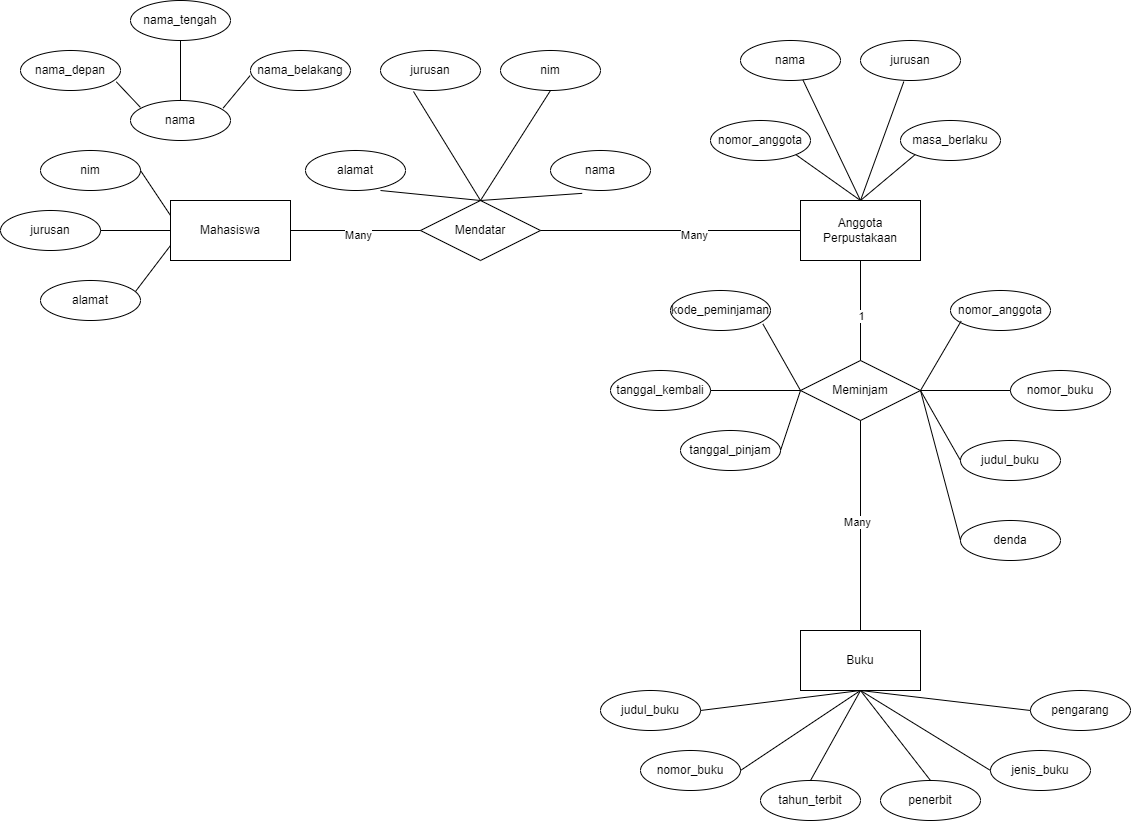 nama_tengah
nama_depan
nama_belakang
nama
nim
jurusan
alamat
Mahasiswa
Many
jurusan
nim
alamat
nama
Mendatar
Many
nama
jurusan
nomor_anggota
masa_berlaku
Anggota
Perpustakaan
1
kode_peminjaman
nomor_anggota
tanggal_kembali
Meminjam
nomor_buku
tanggal_pinjam
judul_buku
Many
denda
Buku
judul_buku
pengarang
nomor_buku
jenis_buku
tahun_terbit
penerbit